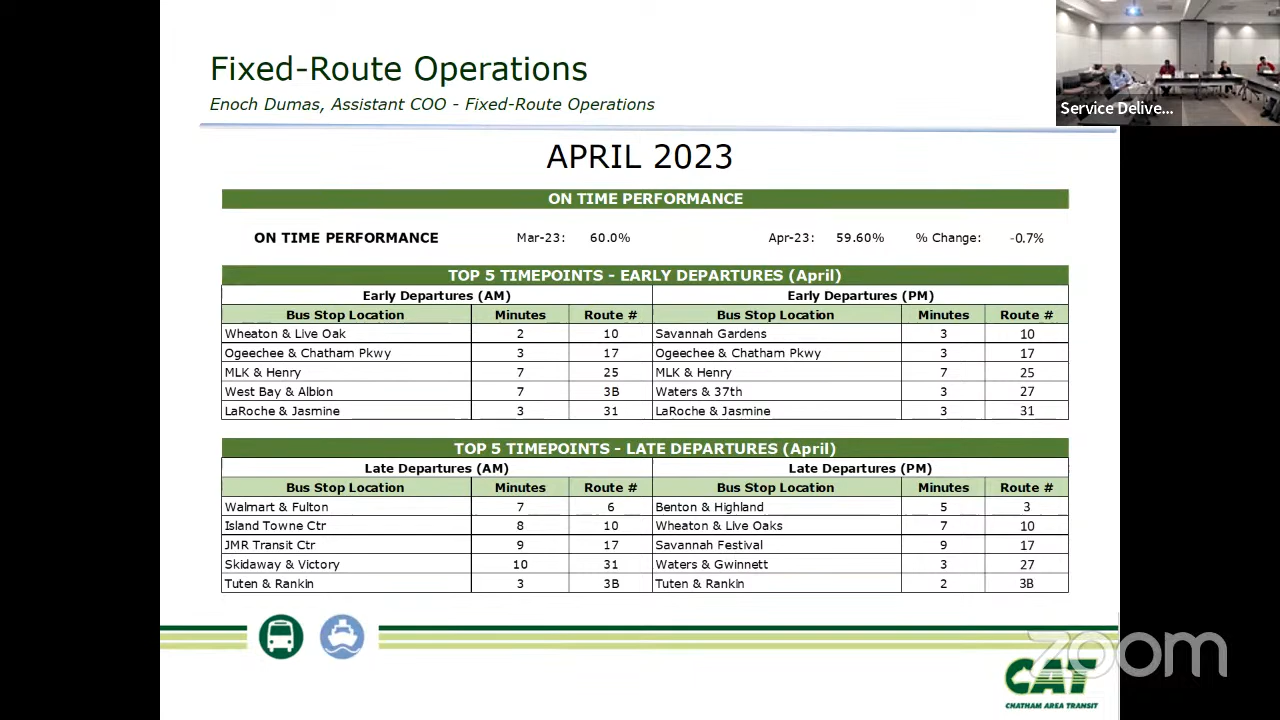 Fixed-Route Operations
Enoch Dumas, Assistant COO - Fixed-Route Operations
Service Delive...
APRIL 2023
ON TIME PERFORMANCE
ON TIME PERFORMANCE Mar-23: 60.0% Apr-23: 59.60% % Change: -0.7%
TOP 5 TIMEPOINTS - EARLY DEPARTURES (April)
Early Departures (AM) Early Departures (PM)
Bus Stop Location Minutes Route # Bus Stop Location Minutes Route #
Wheaton & Live Oak 2 10 Savannah Gardens 3 10
Ogeechee & Chatham Pkwy 3 17 Ogeechee & Chatham Pkwy 3 17
MLK & Henry 7 25 MLK & Henry 7 25
West Bay & Albion 7 3B Waters & 37th 3 27
LaRoche & Jasmine 3 31 LaRoche & Jasmine 3 31
TOP 5 TIMEPOINTS - LATE DEPARTURES (April)
Late Departures (AM) Late Departures (PM)
Bus Stop Location Minutes Route # Bus Stop Location Minutes Route #
Walmart & Fulton 7 6 Benton & Highland 5 3
Island Towne Ctr 8 10 Wheaton & Live Oaks 7 10
JMR Transit Ctr 9 17 Savannah Festival 9 17
Skidaway & Victory 10 31 Waters & Gwinnett 3 27
Tuten & Rankin 3 3B Tuten & Rankin 2 3B
zoom
CAT
CHATHAM AREA TRANSIT